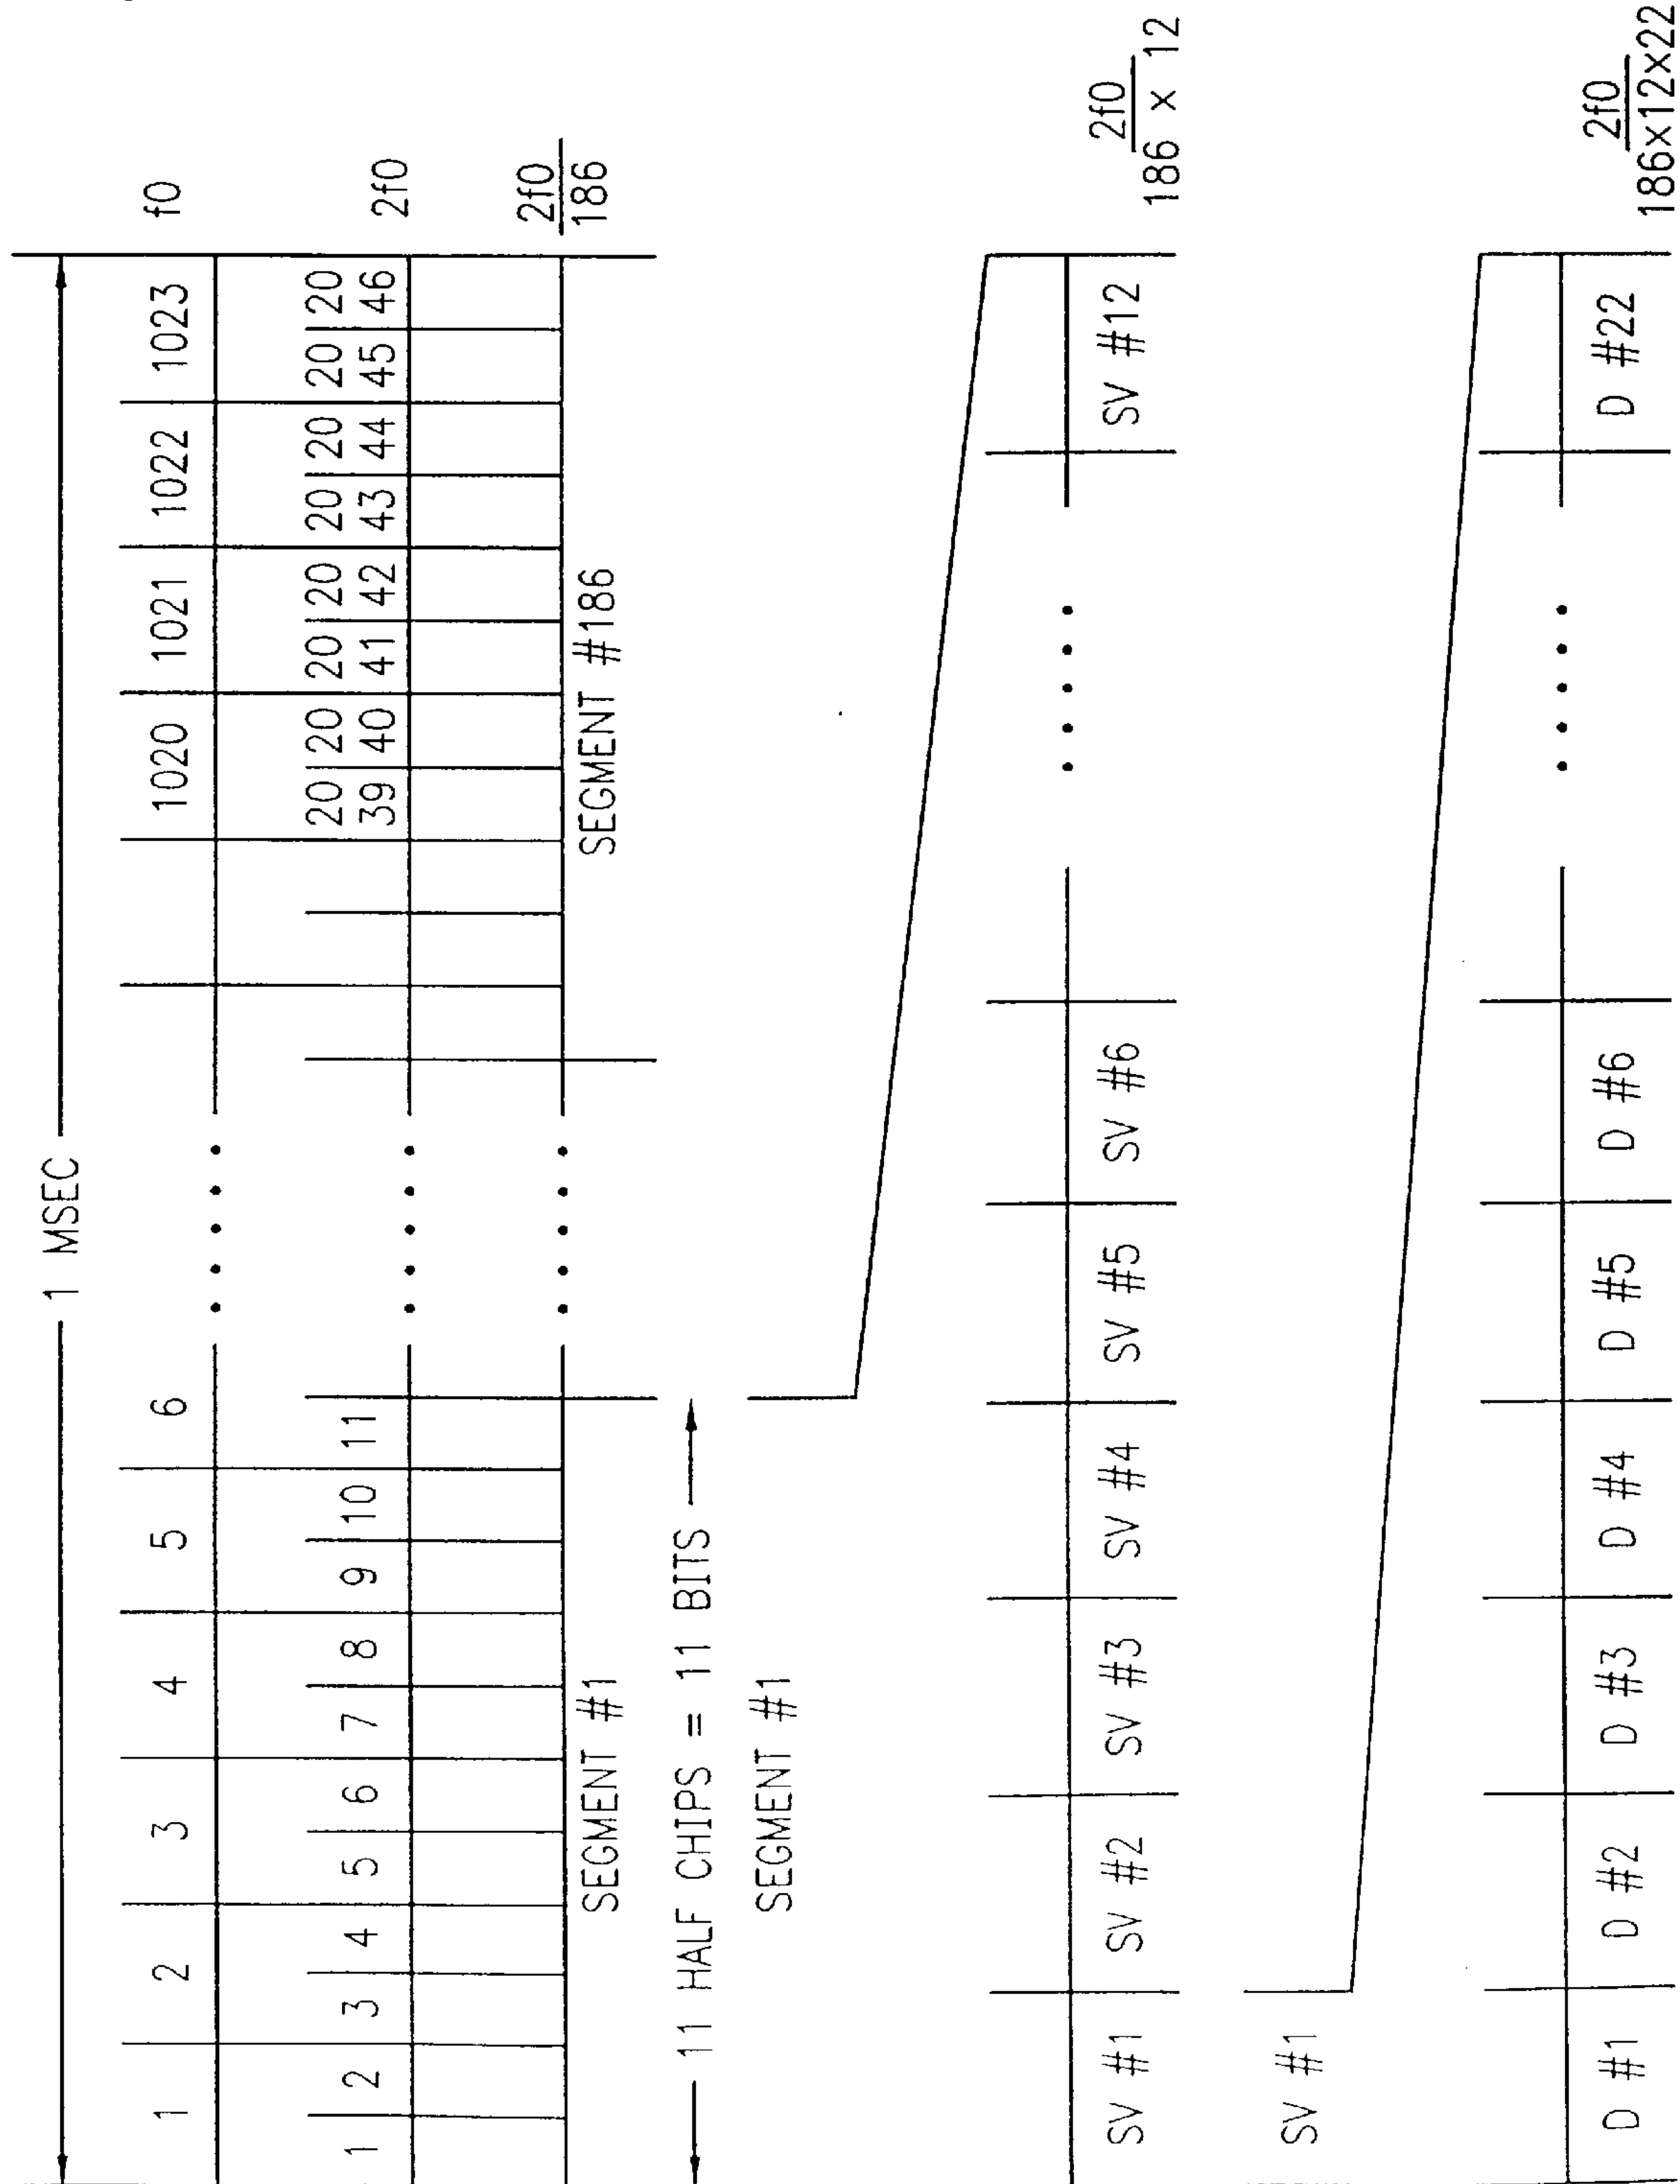 1 MSEC
1 2 3 4 5 6 1020 1021 1022 1023 f0
1 2 3 4 5 6 7 8 9 10 11 20 39 20 40 20 41 20 42 20 43 20 44 20 45 20 46 2f0
SEGMENT #1 SEGMENT #186 2f0
186
11 HALF CHIPS = 11 BITS
SEGMENT #1
SV #1 SV #2 SV #3 SV #4 SV #5 SV #6 SV #12 2f0
186 x 12
SV #1
D #1 D #2 D #3 D #4 D #5 D #6 D #22 2f0
186x12x22